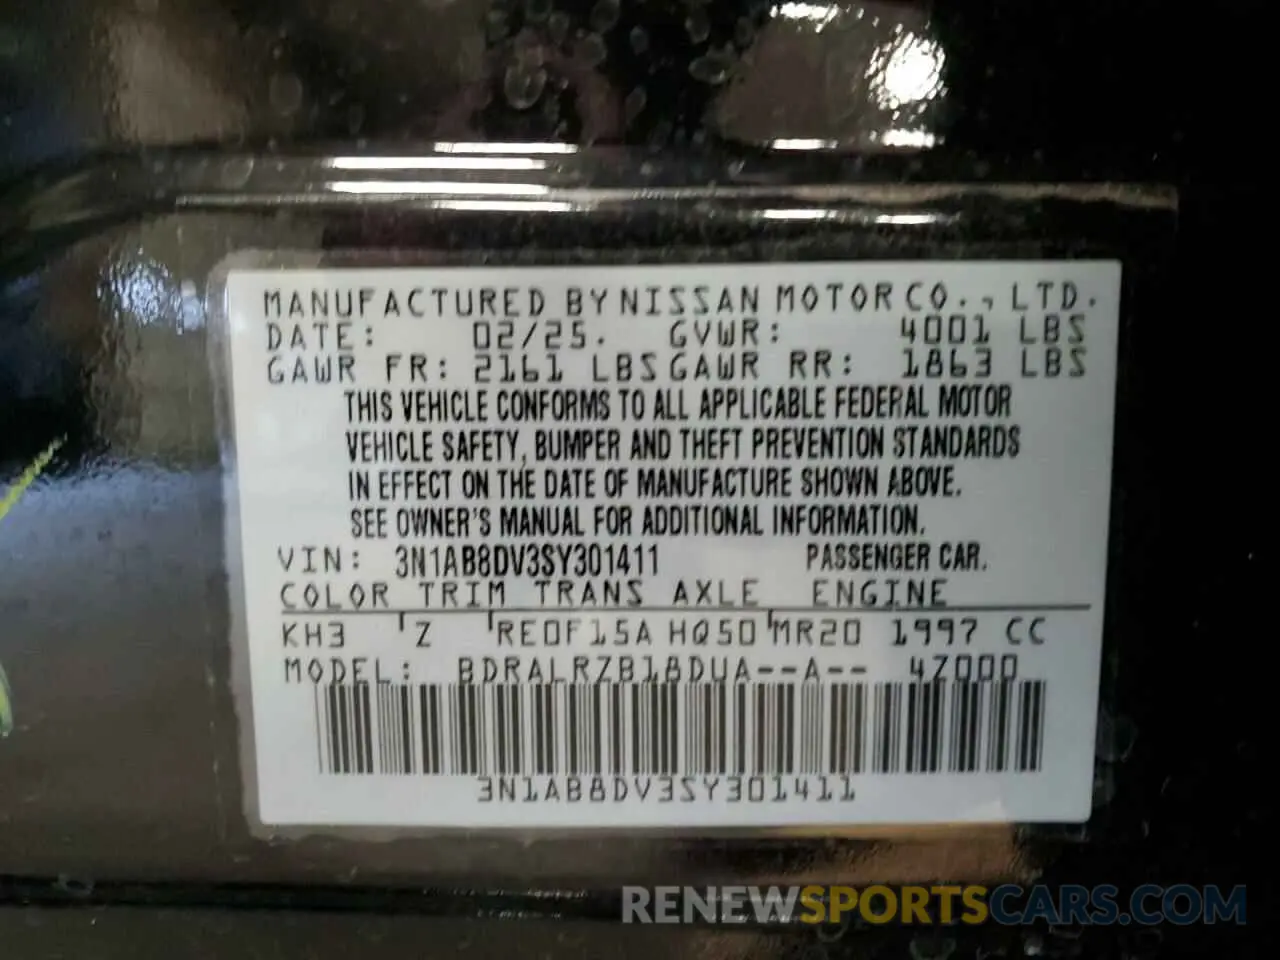 MANUFACTURED BY NISSAN MOTOR CO., LTD.
DATE: 02/25. GVWR: 4001 LBS
GAWR FR: 2161 LBS GAWR RR: 1863 LBS
THIS VEHICLE CONFORMS TO ALL APPLICABLE FEDERAL MOTOR
VEHICLE SAFETY, BUMPER AND THEFT PREVENTION STANDARDS
IN EFFECT ON THE DATE OF MANUFACTURE SHOWN ABOVE.
SEE OWNER'S MANUAL FOR ADDITIONAL INFORMATION.
VIN: 3N1AB8DV3SY301411 PASSENGER CAR.
COLOR TRIM TRANS AXLE ENGINE
KH3 Z RE0F15A HQ50 MR20 1997 CC
MODEL: BDRALRZB18DUA--A-- 4Z000
3N1AB8DV3SY301411
RENEWSPORTSCARS.COM